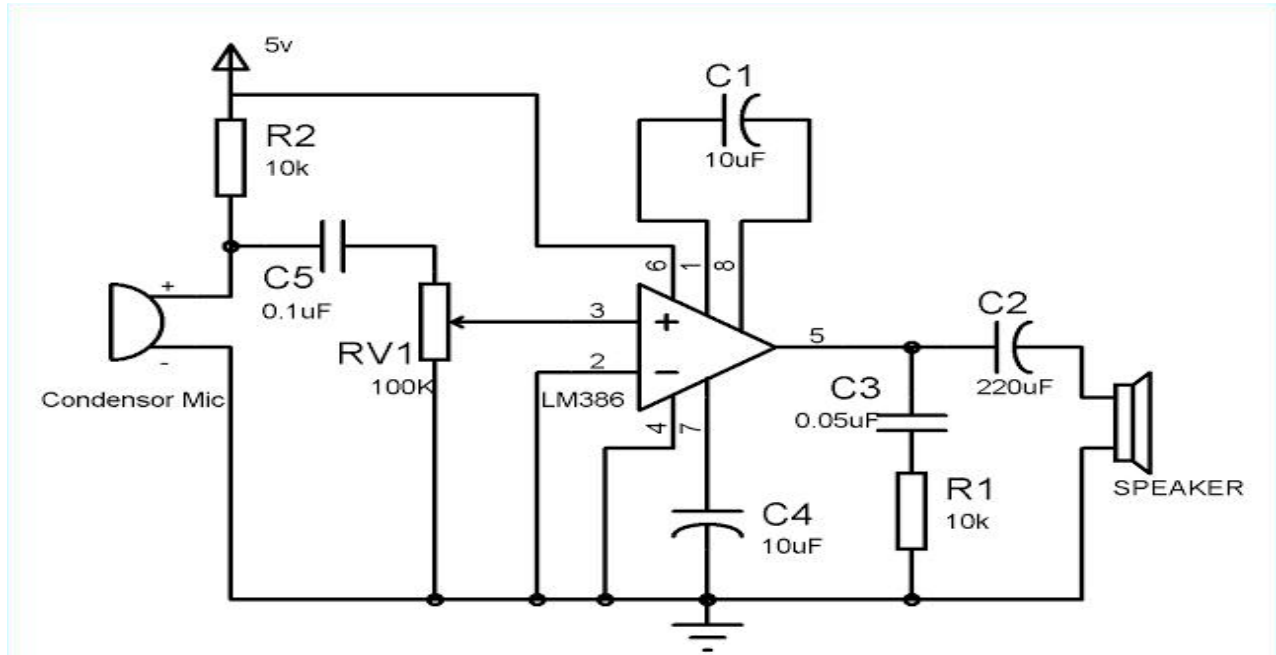 5v
R2
10k
C1
10uF
C5
0.1uF
+
-
Condensor Mic
RV1
100K
6
1
8
3
+
2
−
LM386
4
7
5
C2
220uF
C3
0.05uF
R1
10k
C4
10uF
SPEAKER